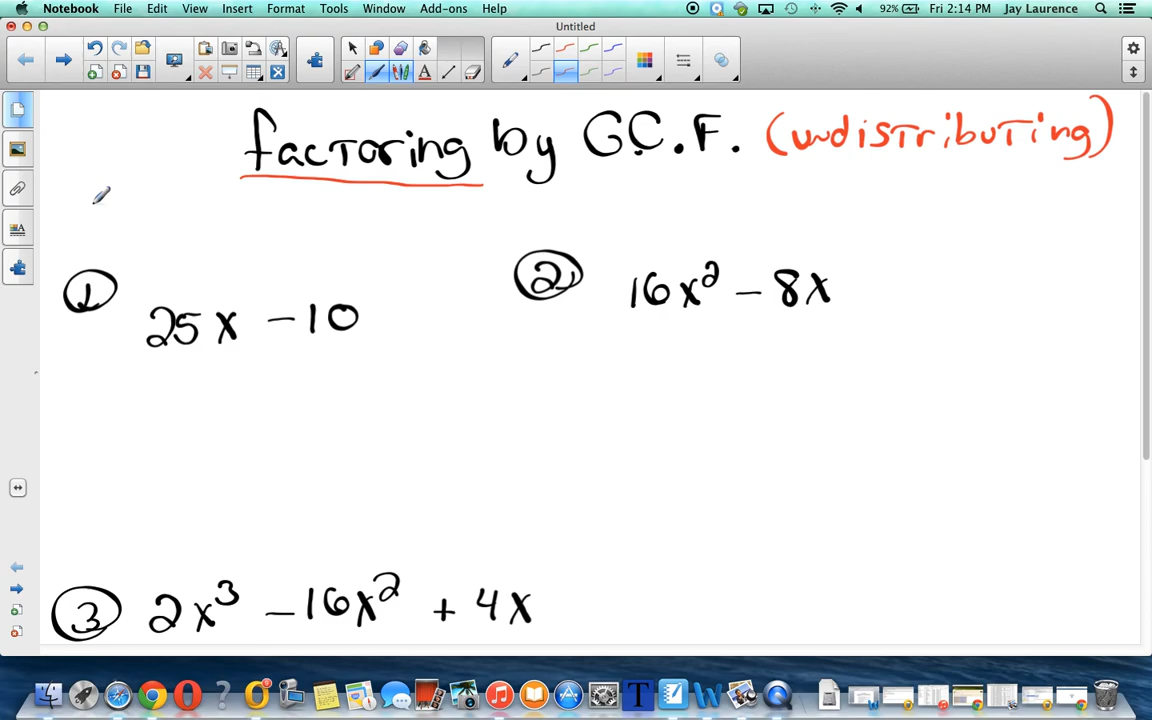 Notebook File Edit View Insert Format Tools Window Add-ons Help 92% Fri 2:14 PM Jay Laurence
Untitled
factoring by G.C.F. (undistributing)
① 25x - 10
② 16x² - 8x
③ 2x³ - 16x² + 4x